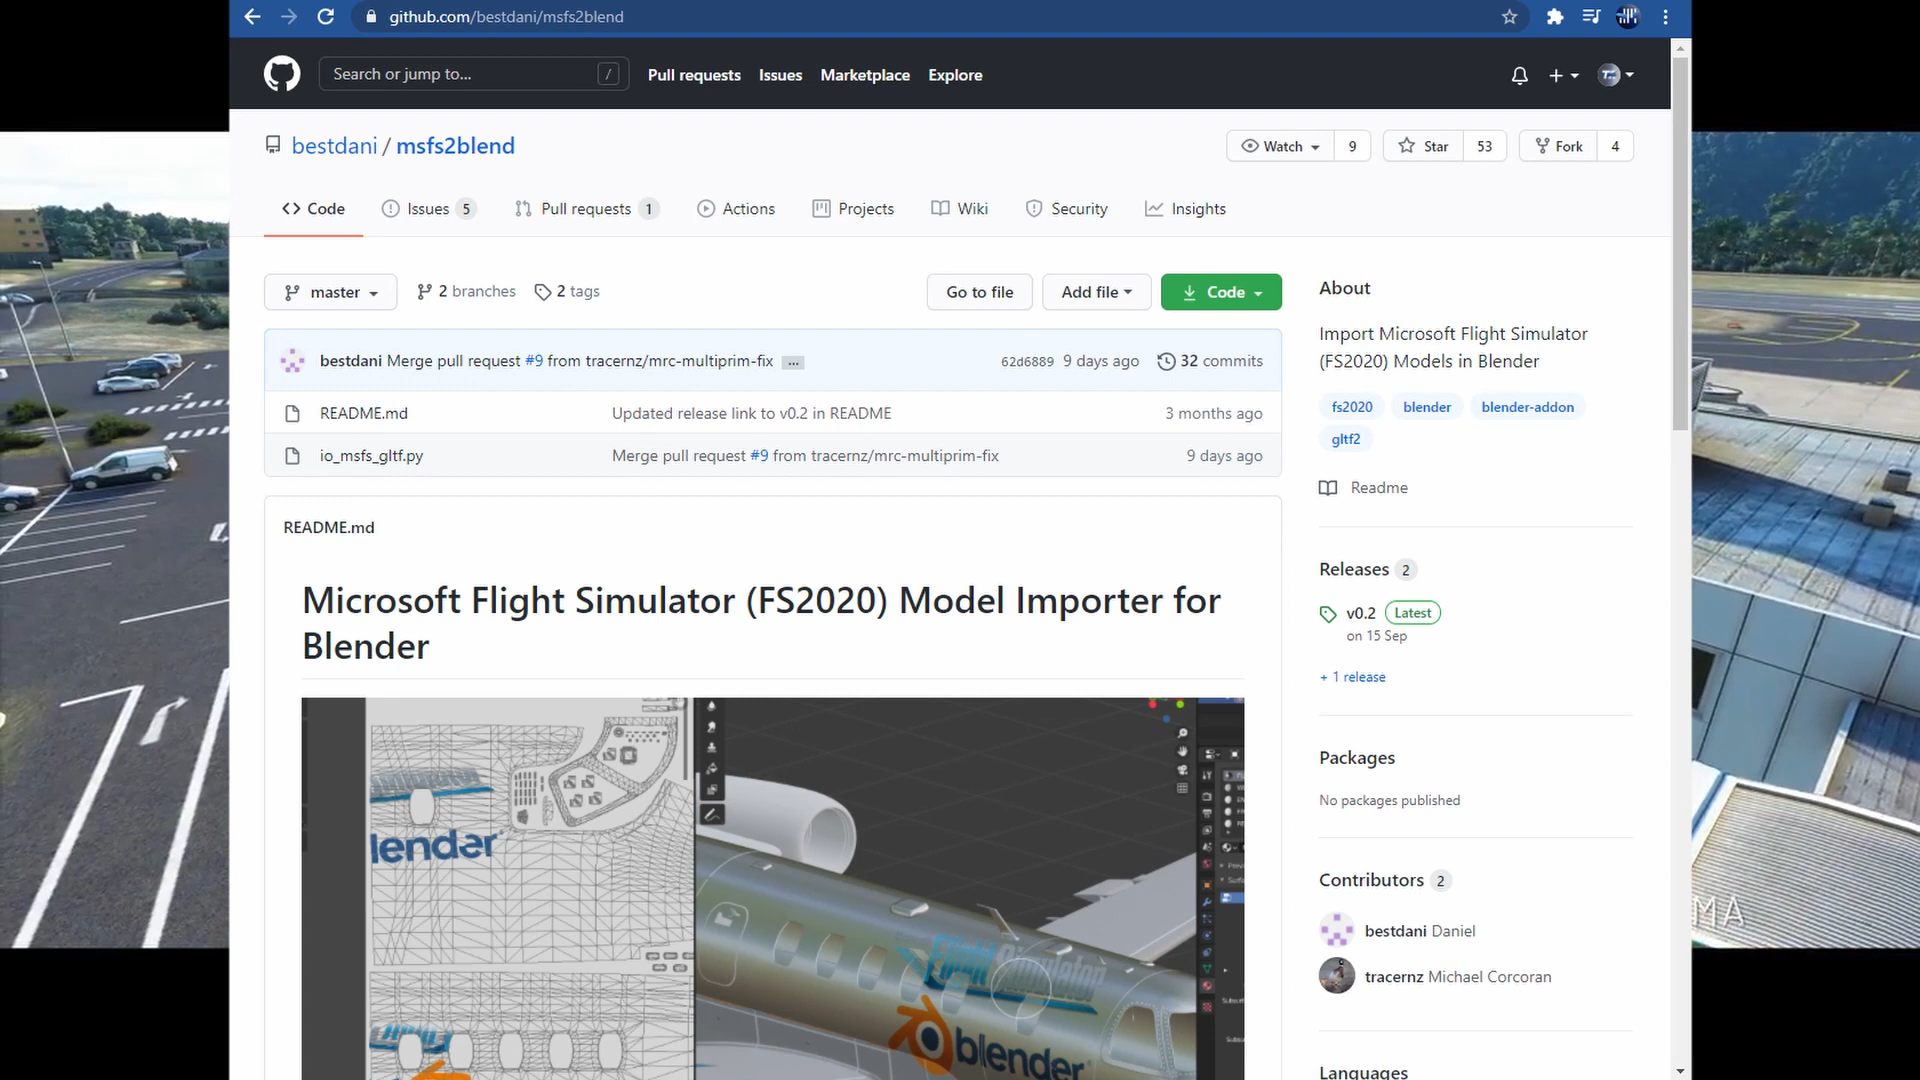 github.com/bestdani/msfs2blend
Search or jump to...
/
Pull requests
Issues
Marketplace
Explore
bestdani / msfs2blend
Watch 9
Star 53
Fork 4
Code
Issues 5
Pull requests 1
Actions
Projects
Wiki
Security
Insights
master
2 branches
2 tags
Go to file
Add file
Code
bestdani Merge pull request #9 from tracernz/mrc-multiprim-fix ...
62d6889 9 days ago
32 commits
README.md
Updated release link to v0.2 in README
3 months ago
io_msfs_gltf.py
Merge pull request #9 from tracernz/mrc-multiprim-fix
9 days ago
README.md
Microsoft Flight Simulator (FS2020) Model Importer for
Blender
lender
Flight Simulator
blender
About
Import Microsoft Flight Simulator
(FS2020) Models in Blender
fs2020
blender
blender-addon
gltf2
Readme
Releases 2
v0.2 Latest
on 15 Sep
+ 1 release
Packages
No packages published
Contributors 2
bestdani Daniel
tracernz Michael Corcoran
Languages
MA